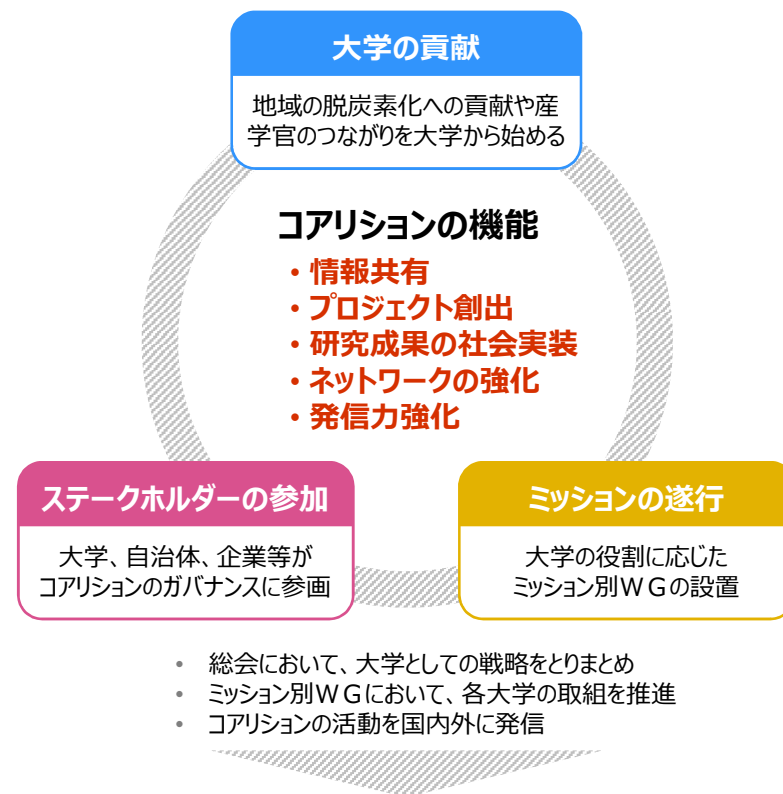 大学の貢献
地域の脱炭素化への貢献や産
学官のつながりを大学から始める
コアリションの機能
・情報共有
・プロジェクト創出
・研究成果の社会実装
・ネットワークの強化
・発信力強化
ステークホルダーの参加
大学、自治体、企業等が
コアリションのガバナンスに参画
ミッションの遂行
大学の役割に応じた
ミッション別WGの設置
• 総会において、大学としての戦略をとりまとめ
• ミッション別WGにおいて、各大学の取組を推進
• コアリションの活動を国内外に発信